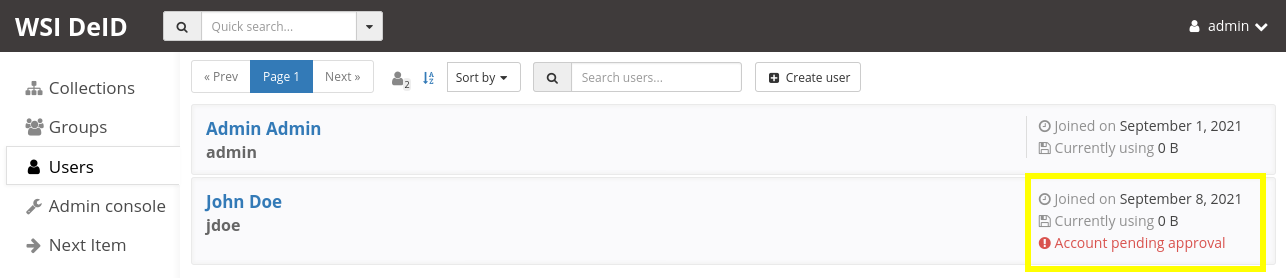 WSI DeID
Quick search...
admin
Collections
Groups
Users
Admin console
Next Item
« Prev
Page 1
Next »
2
Sort by
Search users...
Create user
Admin Admin
admin
Joined on September 1, 2021
Currently using 0 B
John Doe
jdoe
Joined on September 8, 2021
Currently using 0 B
Account pending approval